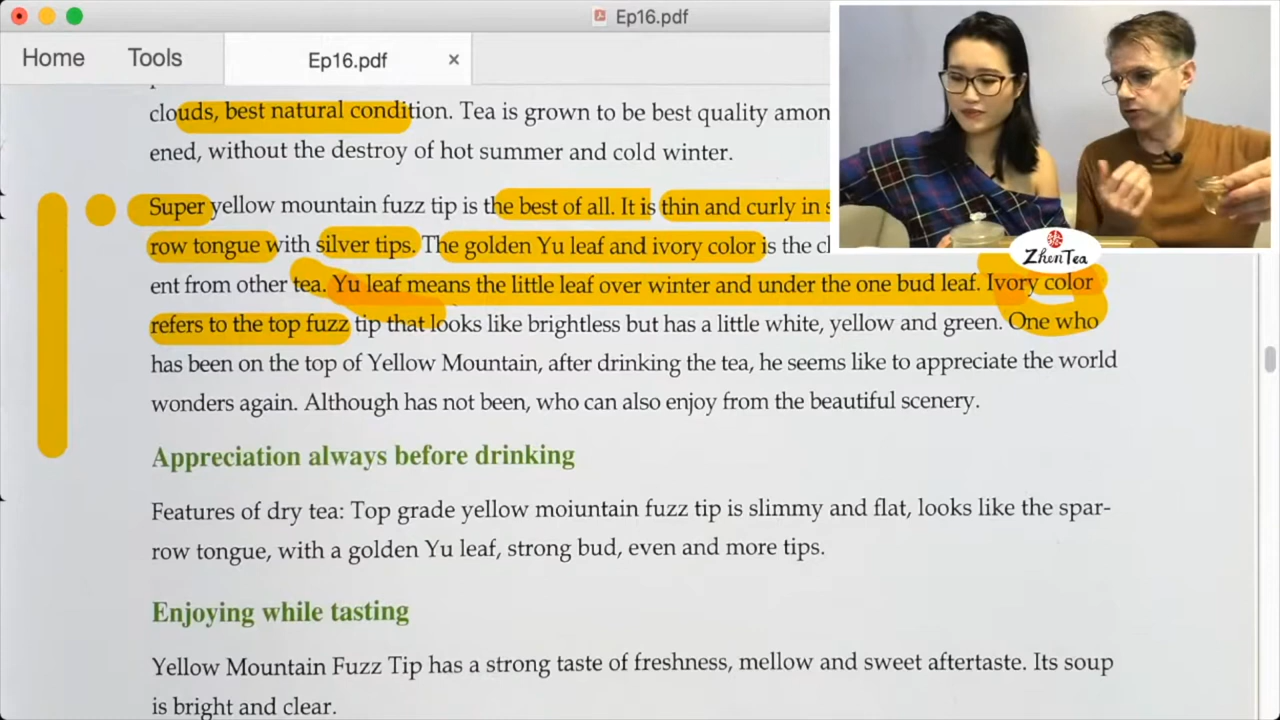 Ep16.pdf
Home
Tools
Ep16.pdf
×
clouds, best natural condition. Tea is grown to be best quality
ened, without the destroy of hot summer and cold winter.
Super yellow mountain fuzz tip is the best of all. It is thin and curly in
row tongue with silver tips. The golden Yu leaf and ivory color is the
ent from other tea. Yu leaf means the little leaf over winter and under the one bud leaf. Ivory color
refers to the top fuzz tip that looks like brightless but has a little white, yellow and green. One who
has been on the top of Yellow Mountain, after drinking the tea, he seems like to appreciate the world
wonders again. Although has not been, who can also enjoy from the beautiful scenery.
Appreciation always before drinking
Features of dry tea: Top grade yellow moiuntain fuzz tip is slimmy and flat, looks like the spar-
row tongue, with a golden Yu leaf, strong bud, even and more tips.
Enjoying while tasting
Yellow Mountain Fuzz Tip has a strong taste of freshness, mellow and sweet aftertaste. Its soup
is bright and clear.
ZhenTea